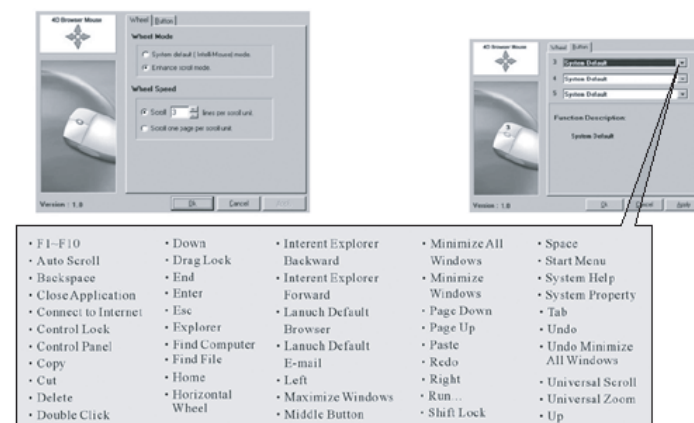 4D Browser Mouse
Wheel Button
Wheel Mode
System default ( IntelliMouse) mode.
Enhance scroll mode.
Wheel Speed
Scroll 3 lines per scroll unit.
Scroll one page per scroll unit.
Version : 1.0
Ok Cancel Apply
4D Browser Mouse
Wheel Button
3 System Default
4 System Default
5 System Default
Function Description:
System Default
3
Version : 1.0
Ok Cancel Apply
• F1~F10
• Auto Scroll
• Backspace
• Close Application
• Connect to Internet
• Control Lock
• Control Panel
• Copy
• Cut
• Delete
• Double Click
• Down
• Drag Lock
• End
• Enter
• Esc
• Explorer
• Find Computer
• Find File
• Home
• Horizontal
Wheel
• Interent Explorer
Backward
• Interent Explorer
Forward
• Lanuch Default
Browser
• Lanuch Default
E-mail
• Left
• Maximize Windows
• Middle Button
• Minimize All
Windows
• Minimize
Windows
• Page Down
• Page Up
• Paste
• Redo
• Right
• Run...
• Shift Lock
• Space
• Start Menu
• System Help
• System Property
• Tab
• Undo
• Undo Minimize
All Windows
• Universal Scroll
• Universal Zoom
• Up